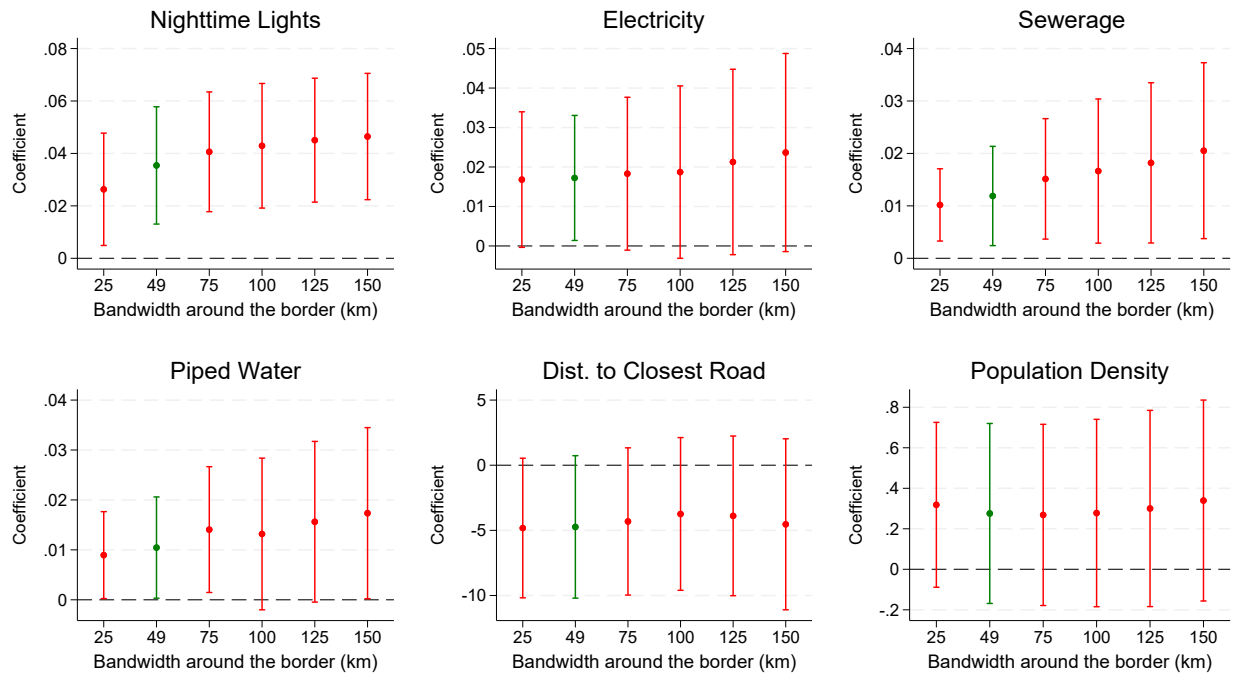 Nighttime Lights
Coefficient
.08
.06
.04
.02
0
25 49 75 100 125 150
Bandwidth around the border (km)
Electricity
Coefficient
.05
.04
.03
.02
.01
0
25 49 75 100 125 150
Bandwidth around the border (km)
Sewerage
Coefficient
.04
.03
.02
.01
0
25 49 75 100 125 150
Bandwidth around the border (km)
Piped Water
Coefficient
.04
.03
.02
.01
0
25 49 75 100 125 150
Bandwidth around the border (km)
Dist. to Closest Road
Coefficient
5
0
-5
-10
25 49 75 100 125 150
Bandwidth around the border (km)
Population Density
Coefficient
.8
.6
.4
.2
0
-.2
25 49 75 100 125 150
Bandwidth around the border (km)